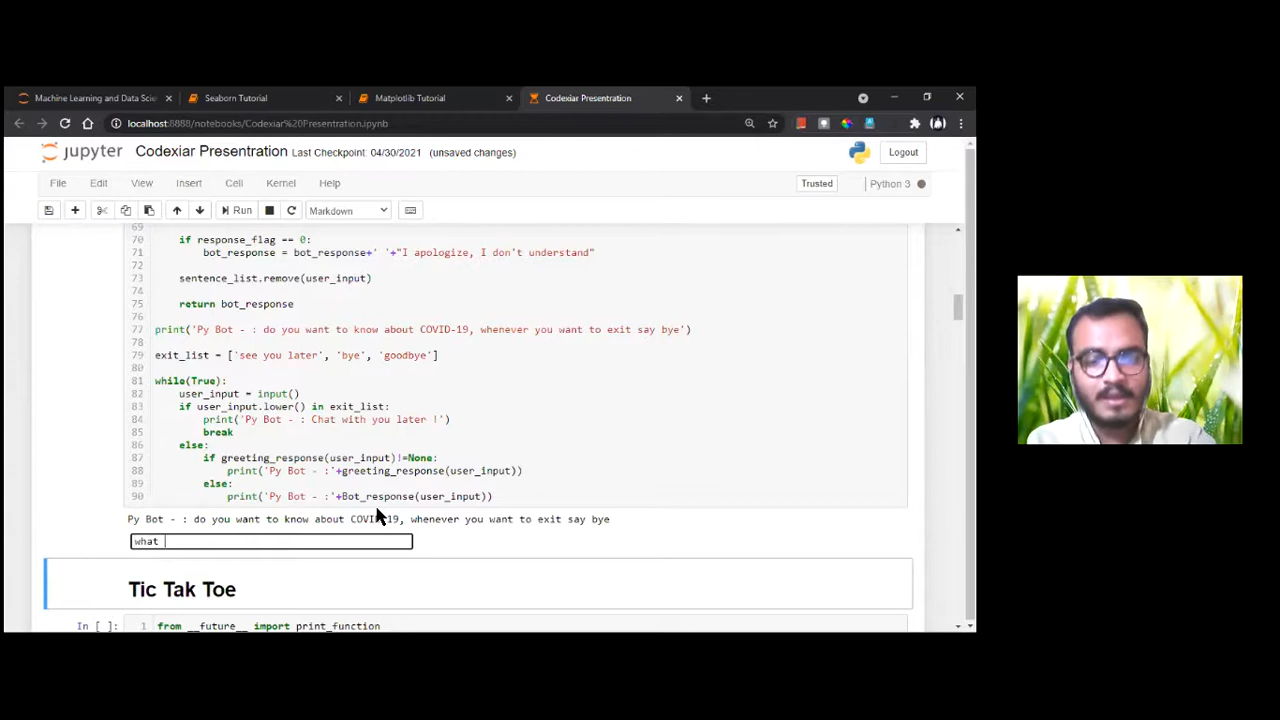 Machine Learning and Data Scie
Seaborn Tutorial
Matplotlib Tutorial
Codexiar Presentration
localhost:8888/notebooks/Codexiar%20Presentration.ipynb
jupyter Codexiar Presentration Last Checkpoint: 04/30/2021 (unsaved changes)
Logout
File Edit View Insert Cell Kernel Help
Trusted
Python 3
Run
Markdown
69
70 if response_flag == 0:
71 bot_response = bot_response+' '+"I apologize, I don't understand"
72
73 sentence_list.remove(user_input)
74
75 return bot_response
76
77 print('Py Bot - : do you want to know about COVID-19, whenever you want to exit say bye')
78
79 exit_list = ['see you later', 'bye', 'goodbye']
80
81 while(True):
82 user_input = input()
83 if user_input.lower() in exit_list:
84 print('Py Bot - : Chat with you later !')
85 break
86 else:
87 if greeting_response(user_input)!=None:
88 print('Py Bot - :'+greeting_response(user_input))
89 else:
90 print('Py Bot - :'+Bot_response(user_input))
Py Bot - : do you want to know about COVID-19, whenever you want to exit say bye
what
Tic Tak Toe
In [ ]: 1 from __future__ import print_function